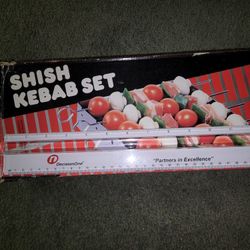 SHISH
KEBAB SET
DecisionOne
"Partners in Excellence"